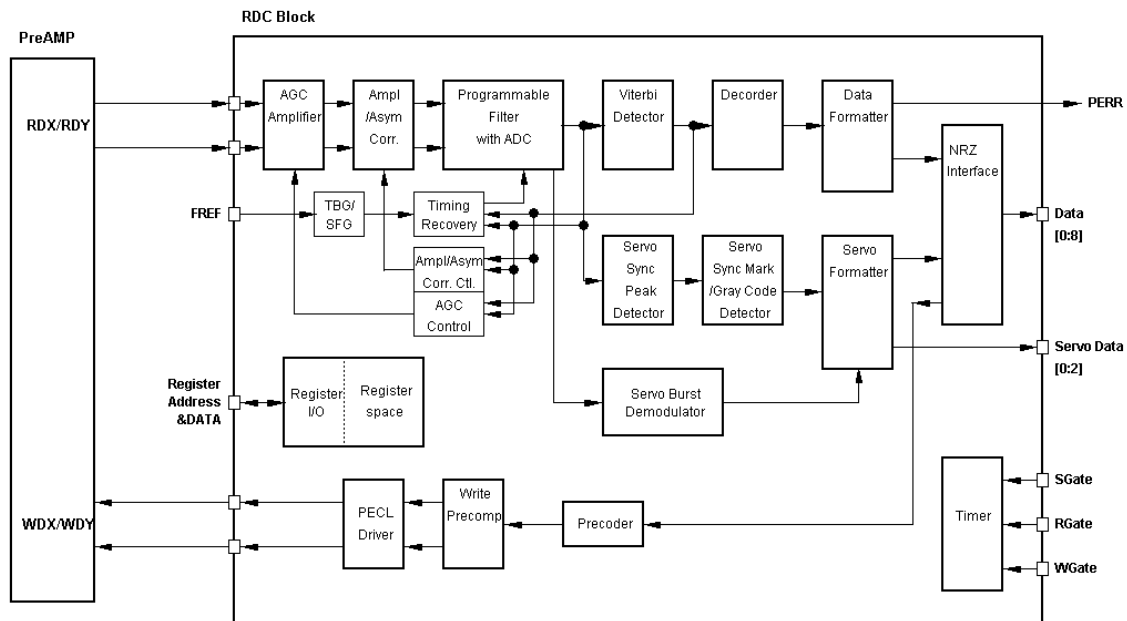 RDC Block
PreAMP
RDX/RDY
AGC
Amplifier
Ampl
/Asym
Corr.
Programmable
Filter
with ADC
Viterbi
Detector
Decorder
Data
Formatter
PERR
NRZ
Interface
FREF
TBG/
SFG
Timing
Recovery
Data
[0:8]
Ampl/Asym
Corr. Ctl.
AGC
Control
Servo
Sync
Peak
Detector
Servo
Sync Mark
/Gray Code
Detector
Servo
Formatter
Servo Data
[0:2]
Register
Address
&DATA
Register
I/O
Register
space
Servo Burst
Demodulator
WDX/WDY
PECL
Driver
Write
Precomp
Precoder
Timer
SGate
RGate
WGate